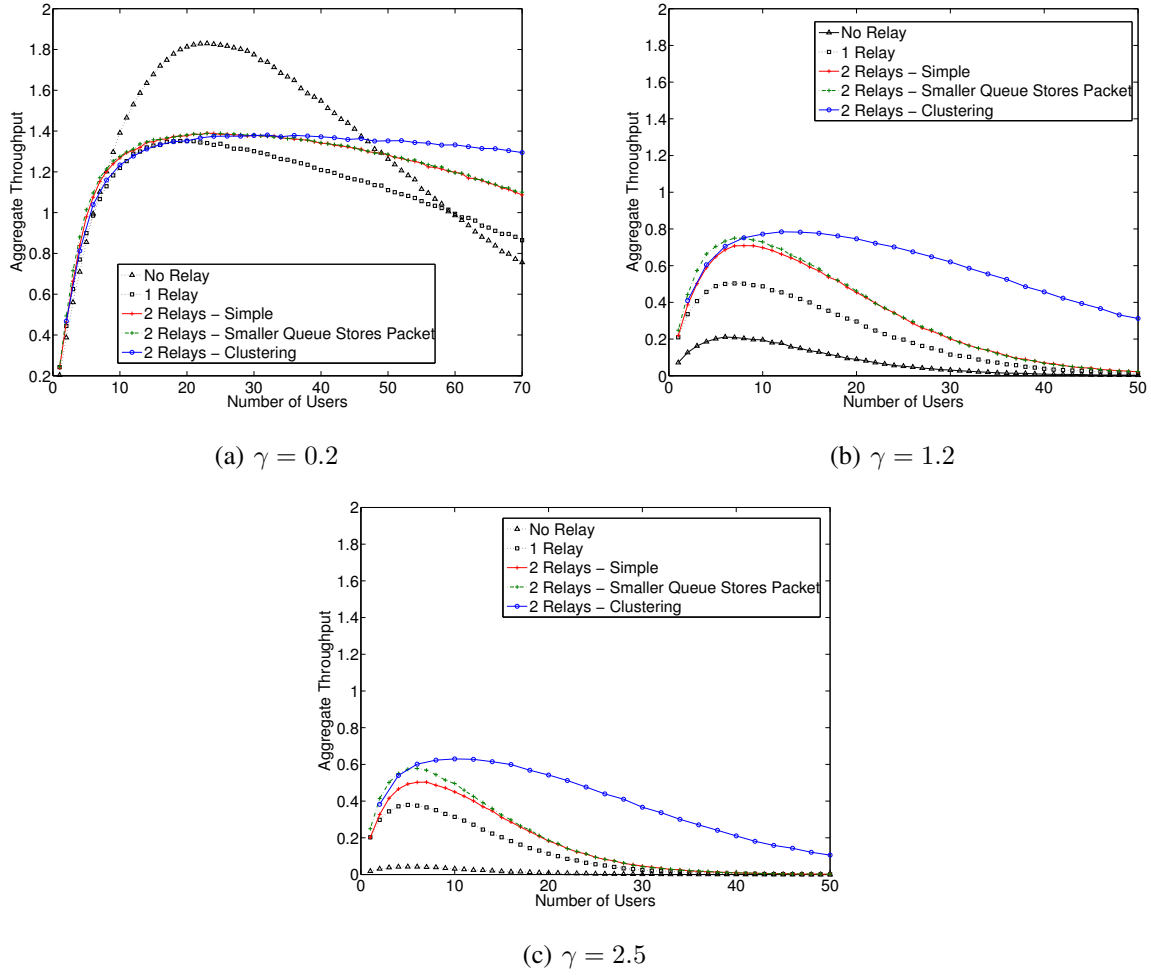 2
1.8
1.6
1.4
1.2
1
0.8
0.6
0.4
0.2
Aggregate Throughput
No Relay
1 Relay
2 Relays − Simple
2 Relays − Smaller Queue Stores Packet
2 Relays − Clustering
10 20 30 40 50 60 70
Number of Users
(a) γ = 0.2
2
1.8
1.6
1.4
1.2
1
0.8
0.6
0.4
0.2
0
Aggregate Throughput
No Relay
1 Relay
2 Relays − Simple
2 Relays − Smaller Queue Stores Packet
2 Relays − Clustering
0 10 20 30 40 50
Number of Users
(b) γ = 1.2
2
1.8
1.6
1.4
1.2
1
0.8
0.6
0.4
0.2
0
Aggregate Throughput
No Relay
1 Relay
2 Relays − Simple
2 Relays − Smaller Queue Stores Packet
2 Relays − Clustering
0 10 20 30 40 50
Number of Users
(c) γ = 2.5